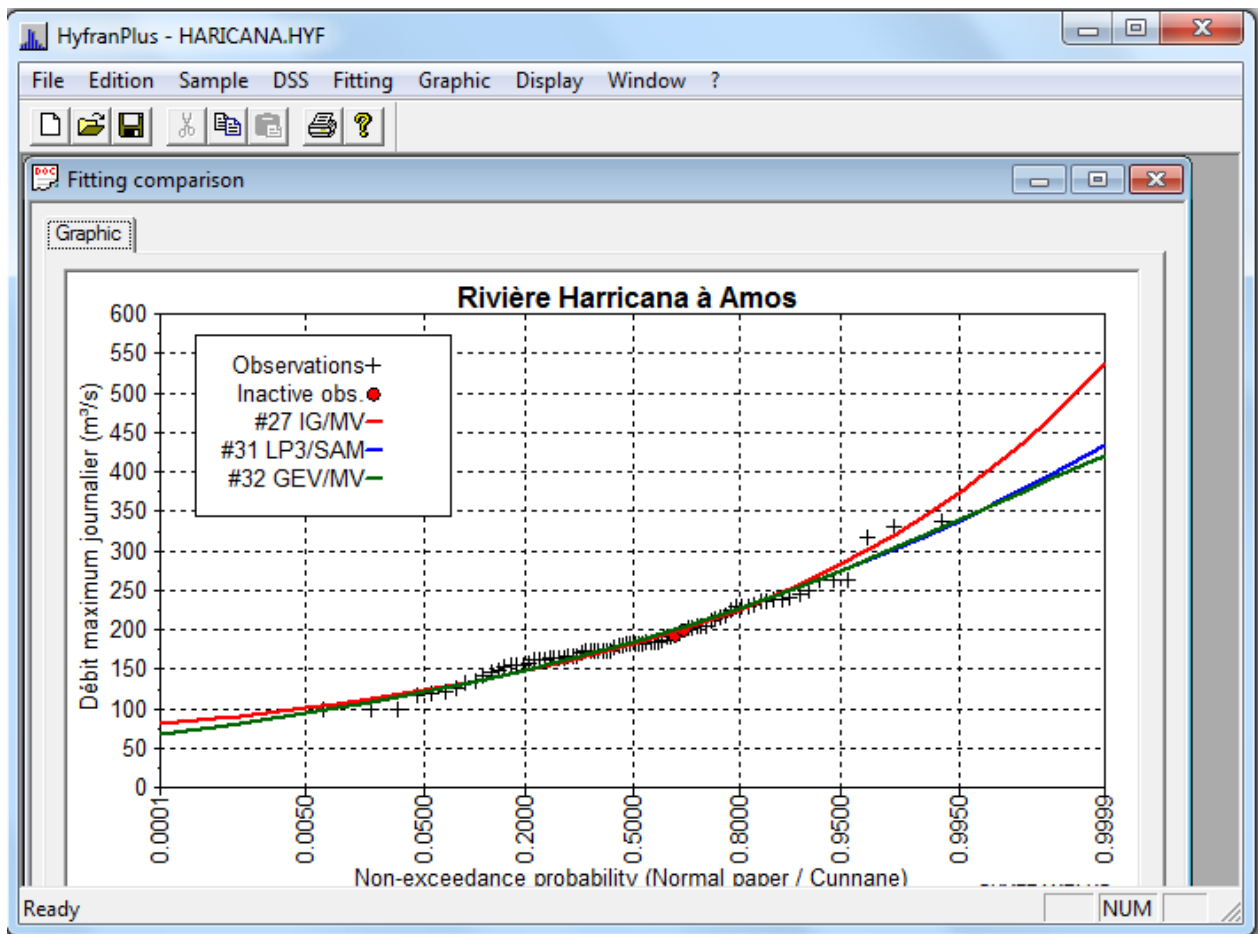 HyfranPlus - HARICANA.HYF
File Edition Sample DSS Fitting Graphic Display Window ?
DOC
Fitting comparison
Graphic
Rivière Harricana à Amos
600
550
500
450
400
350
300
250
200
150
100
50
0
Débit maximum journalier (m³/s)
Observations+
Inactive obs.
#27 IG/MV
#31 LP3/SAM
#32 GEV/MV
0.0001
0.0050
0.0500
0.2000
0.5000
0.8000
0.9500
0.9950
0.9999
Non-exceedance probability (Normal paper / Cunnane)
Ready
NUM